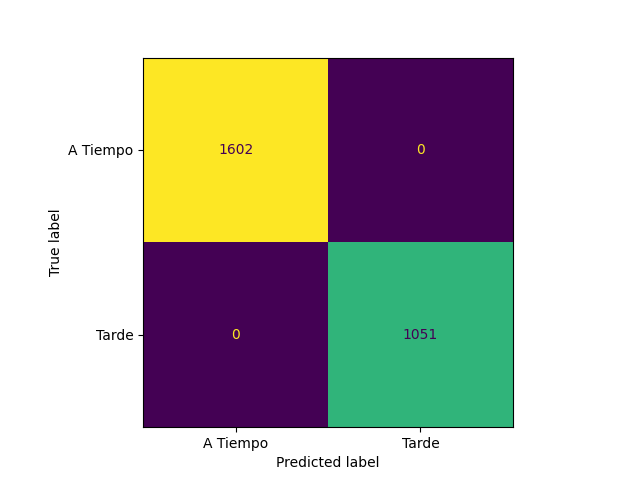 A Tiempo
1602
0
True label
Tarde
0
1051
A Tiempo
Tarde
Predicted label